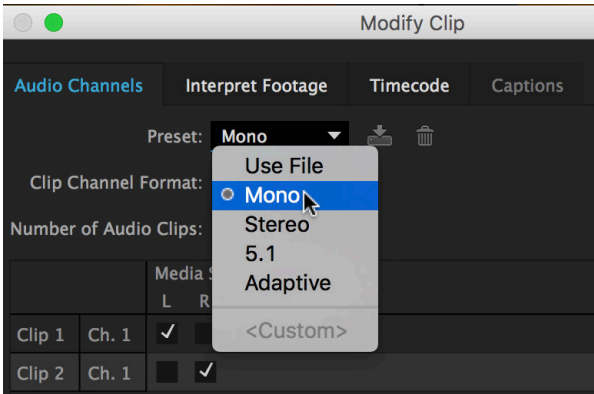 Modify Clip
Audio Channels Interpret Footage Timecode Captions
Preset: Mono
Use File
Clip Channel Format:
Mono
Number of Audio Clips:
Stereo
5.1
Adaptive
Media S
L R
<Custom>
Clip 1 Ch. 1
Clip 2 Ch. 1